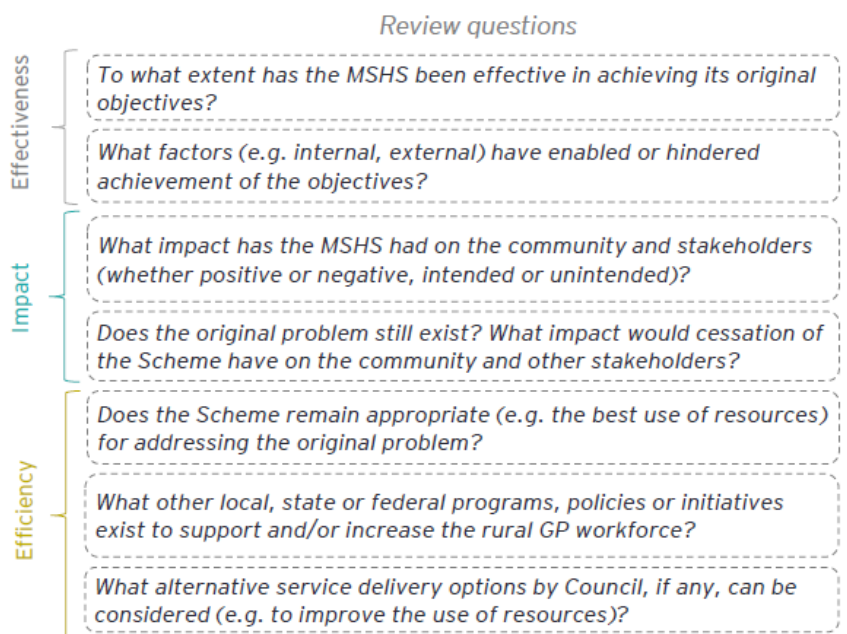 Review questions
Effectiveness
To what extent has the MSHS been effective in achieving its original
objectives?
What factors (e.g. internal, external) have enabled or hindered
achievement of the objectives?
Impact
What impact has the MSHS had on the community and stakeholders
(whether positive or negative, intended or unintended)?
Does the original problem still exist? What impact would cessation of
the Scheme have on the community and other stakeholders?
Efficiency
Does the Scheme remain appropriate (e.g. the best use of resources)
for addressing the original problem?
What other local, state or federal programs, policies or initiatives
exist to support and/or increase the rural GP workforce?
What alternative service delivery options by Council, if any, can be
considered (e.g. to improve the use of resources)?